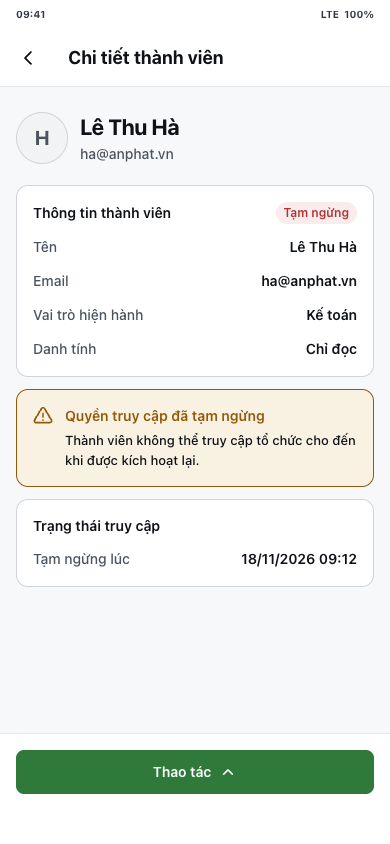 09:41
LTE 100%
Chi tiết thành viên
H
Lê Thu Hà
ha@anphat.vn
Thông tin thành viên
Tạm ngừng
Tên
Lê Thu Hà
Email
ha@anphat.vn
Vai trò hiện hành
Kế toán
Danh tính
Chỉ đọc
Quyền truy cập đã tạm ngừng
Thành viên không thể truy cập tổ chức cho đến
khi được kích hoạt lại.
Trạng thái truy cập
Tạm ngừng lúc
18/11/2026 09:12
Thao tác